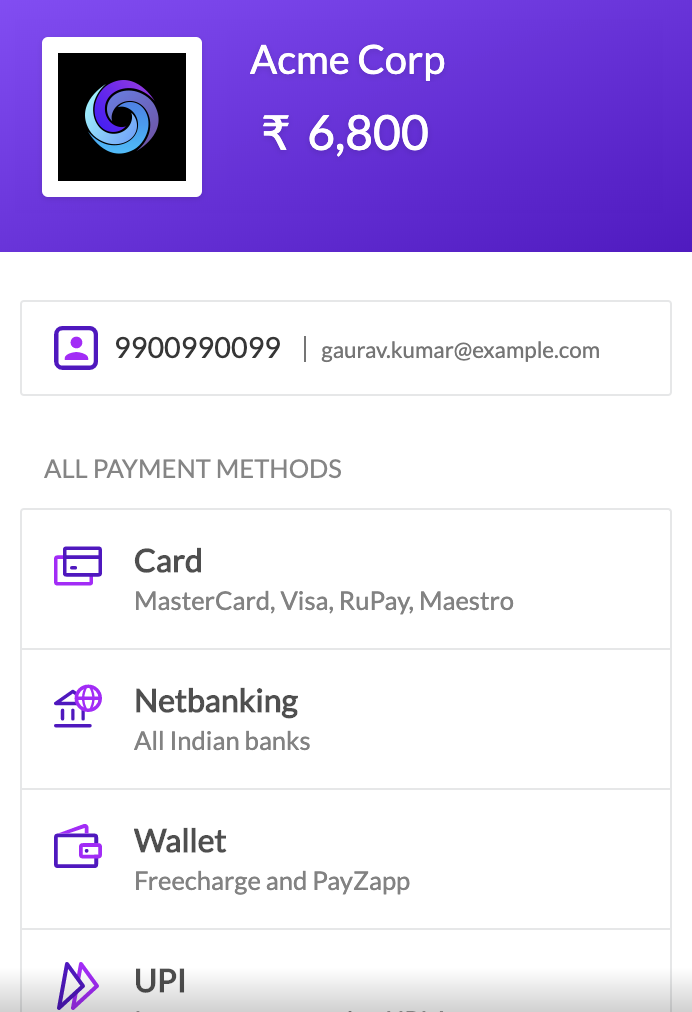 Acme Corp
₹ 6,800
9900990099 | gaurav.kumar@example.com
ALL PAYMENT METHODS
Card
MasterCard, Visa, RuPay, Maestro
Netbanking
All Indian banks
Wallet
Freecharge and PayZapp
UPI